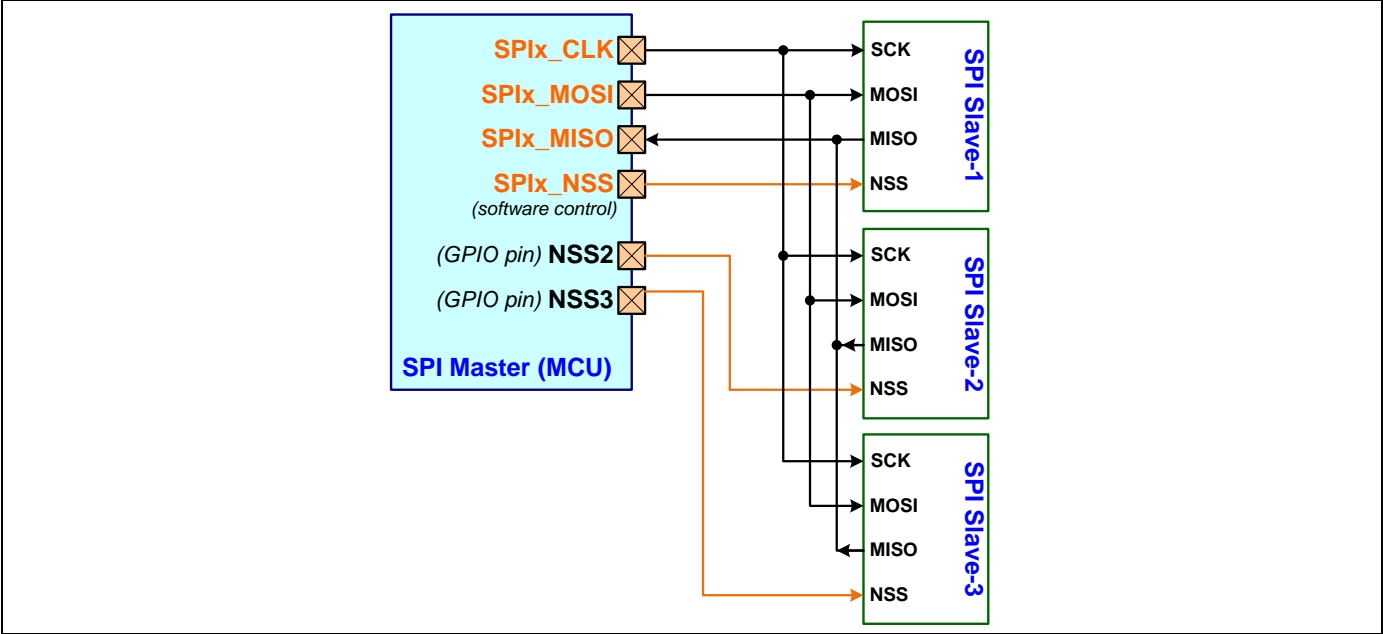 SPIx_CLK
SPIx_MOSI
SPIx_MISO
SPIx_NSS
(software control)
(GPIO pin) NSS2
(GPIO pin) NSS3
SPI Master (MCU)
SCK
MOSI
MISO
NSS
SPI Slave-1
SCK
MOSI
MISO
NSS
SPI Slave-2
SCK
MOSI
MISO
NSS
SPI Slave-3